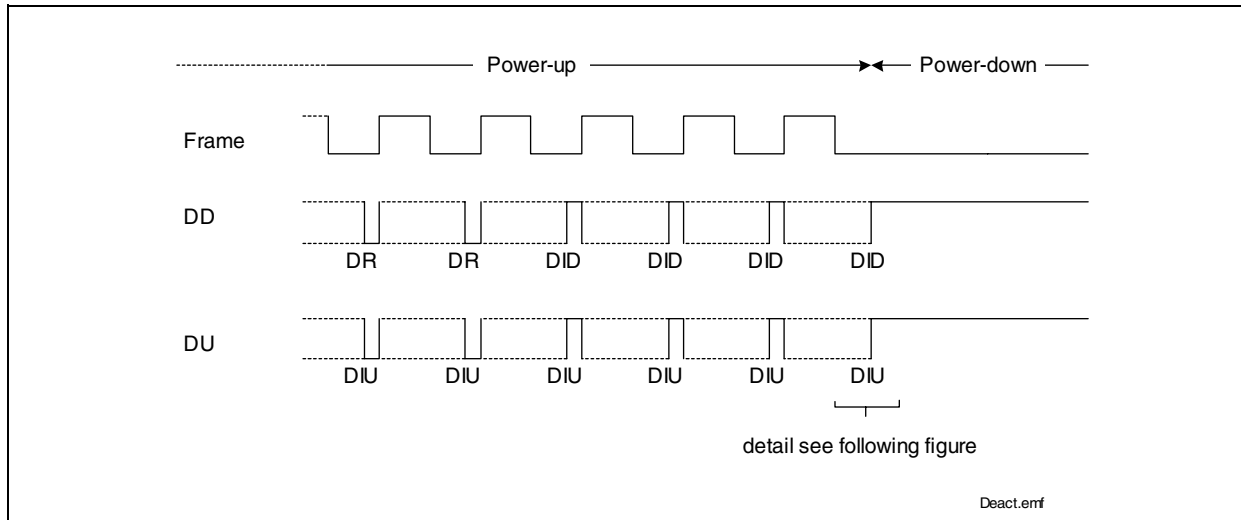 Power-up Power-down
Frame
DD
DR DR DID DID DID DID
DU
DIU DIU DIU DIU DIU DIU
detail see following figure
Deact.emf